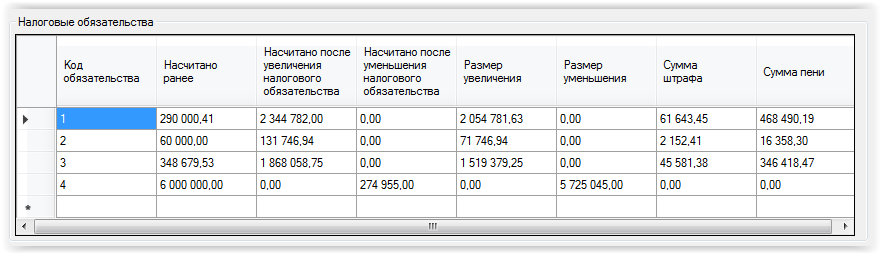 Налоговые обязательства
Код обязательства Насчитано ранее Насчитано после увеличения налогового обязательства Насчитано после уменьшения налогового обязательства Размер увеличения Размер уменьшения Сумма штрафа Сумма пени
1 290 000,41 2 344 782,00 0,00 2 054 781,63 0,00 61 643,45 468 490,19
2 60 000,00 131 746,94 0,00 71 746,94 0,00 2 152,41 16 358,30
3 348 679,53 1 868 058,75 0,00 1 519 379,25 0,00 45 581,38 346 418,47
4 6 000 000,00 0,00 274 955,00 0,00 5 725 045,00 0,00 0,00